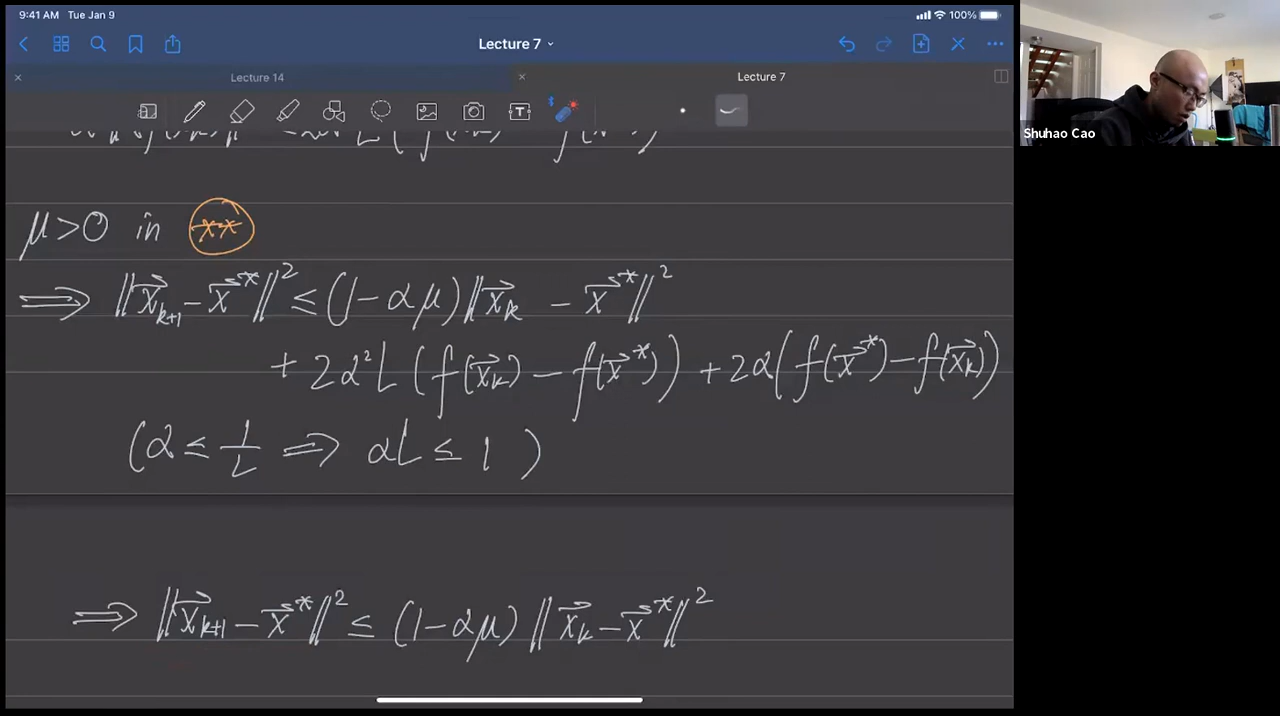 9:41 AM Tue Jan 9
100%
Lecture 7
Lecture 14
Lecture 7
T
Shuhao Cao
μ>0 in **
⟹ ‖x⃗ₖ₊₁ − x⃗*‖² ≤ (1−αμ)‖x⃗ₖ − x⃗*‖²
+ 2α²L (f(x⃗ₖ) − f(x⃗*)) + 2α(f(x⃗*) − f(x⃗ₖ))
(α ≤ 1/L ⟹ αL ≤ 1)
⟹ ‖x⃗ₖ₊₁ − x⃗*‖² ≤ (1−αμ) ‖x⃗ₖ − x⃗*‖²